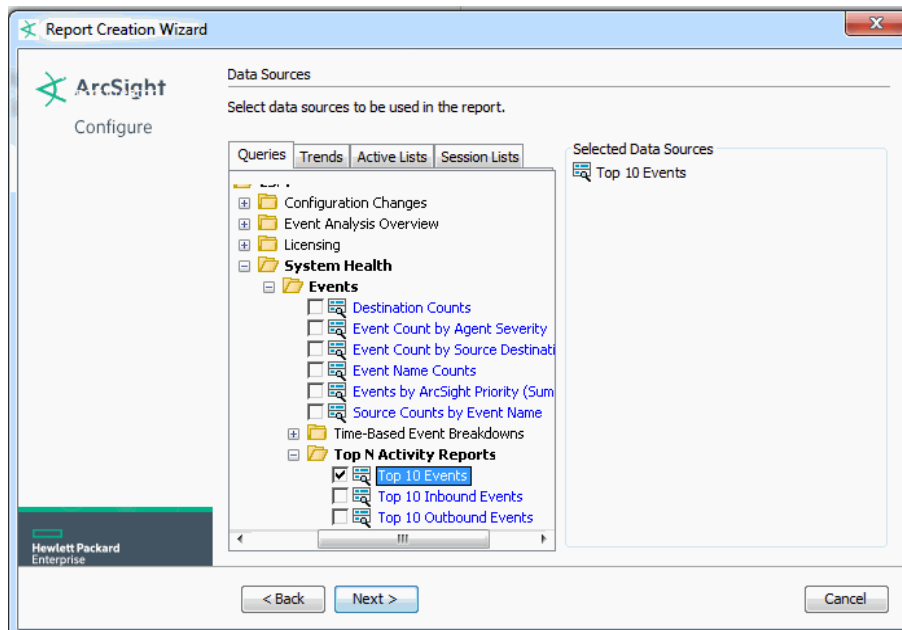 Report Creation Wizard
ArcSight
Configure
Data Sources
Select data sources to be used in the report.
Queries
Trends
Active Lists
Session Lists
Configuration Changes
Event Analysis Overview
Licensing
System Health
Events
Destination Counts
Event Count by Agent Severity
Event Count by Source Destinati
Event Name Counts
Events by ArcSight Priority (Sum
Source Counts by Event Name
Time-Based Event Breakdowns
Top N Activity Reports
Top 10 Events
Top 10 Inbound Events
Top 10 Outbound Events
Selected Data Sources
Top 10 Events
Hewlett Packard
Enterprise
< Back
Next >
Cancel